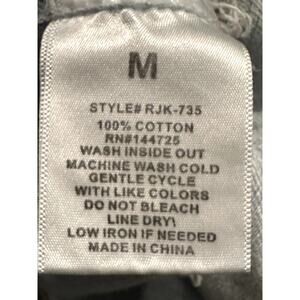 M
STYLE# RJK-735
100% COTTON
RN#144725
WASH INSIDE OUT
MACHINE WASH COLD
GENTLE CYCLE
WITH LIKE COLORS
DO NOT BLEACH
LINE DRY\
LOW IRON IF NEEDED
MADE IN CHINA